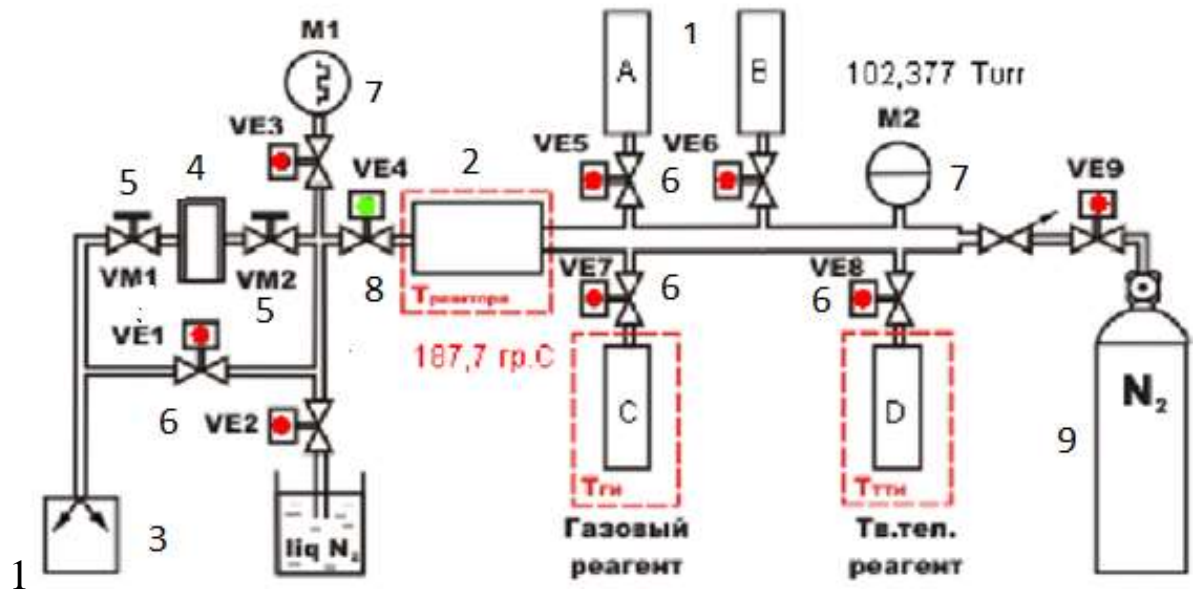 M1
7
A
1
B
102,377 Turr
M2
VE3
VE4
2
VE5
VE6
VE9
5
4
6
7
VM1
VM2
8
Tреактора
VE7
VE8
5
6
6
VE1
187,7 гр.С
6
VE2
C
D
N2
9
liq N2
Tги
Tтти
3
1
Газовый
реагент
Тв.теп.
реагент